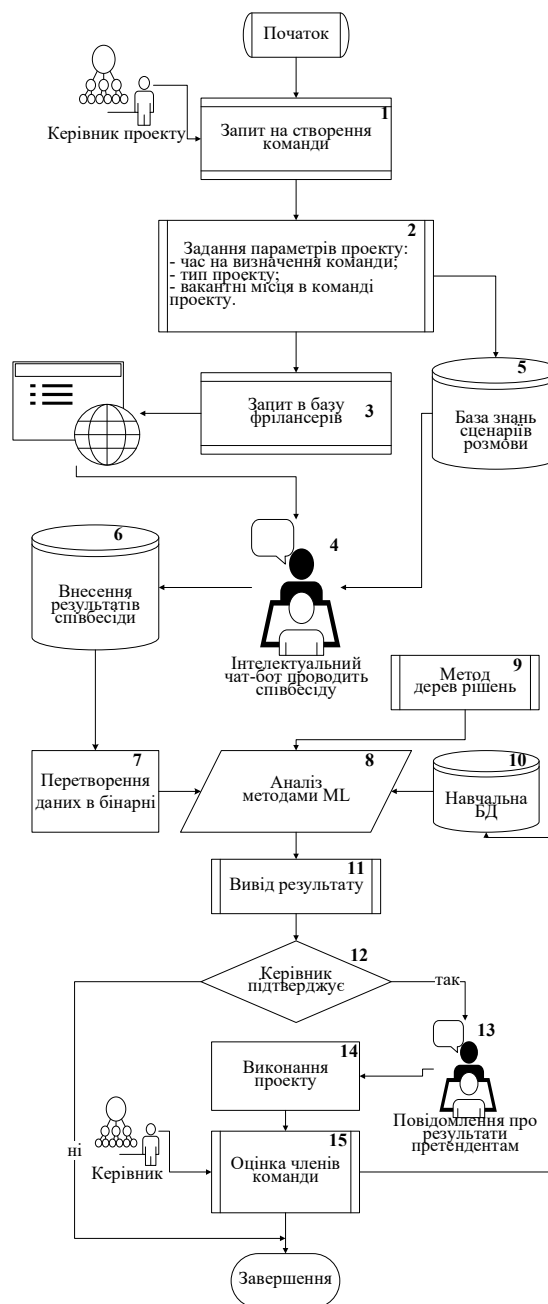 Початок
Керівник проекту
1
Запит на створення
команди
2
Задання параметрів проекту:
- час на визначення команди;
- тип проекту;
- вакантні місця в команді
проекту.
Запит в базу
фрілансерів
3
5
База знань
сценаріїв
розмови
6
Внесення
результатів
співбесіди
4
Інтелектуальний
чат-бот проводить
співбесіду
9
Метод
дерев рішень
7
Перетворення
даних в бінарні
8
Аналіз
методами ML
10
Навчальна
БД
11
Вивід результату
12
Керівник
підтверджує
так
13
Повідомлення про
результати
претендентам
14
Виконання
проекту
ні
Керівник
15
Оцінка членів
команди
Завершення